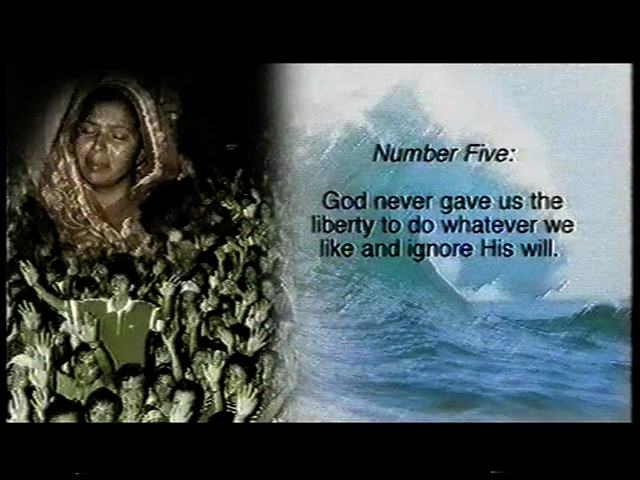 Number Five:
God never gave us the
liberty to do whatever we
like and ignore His will.